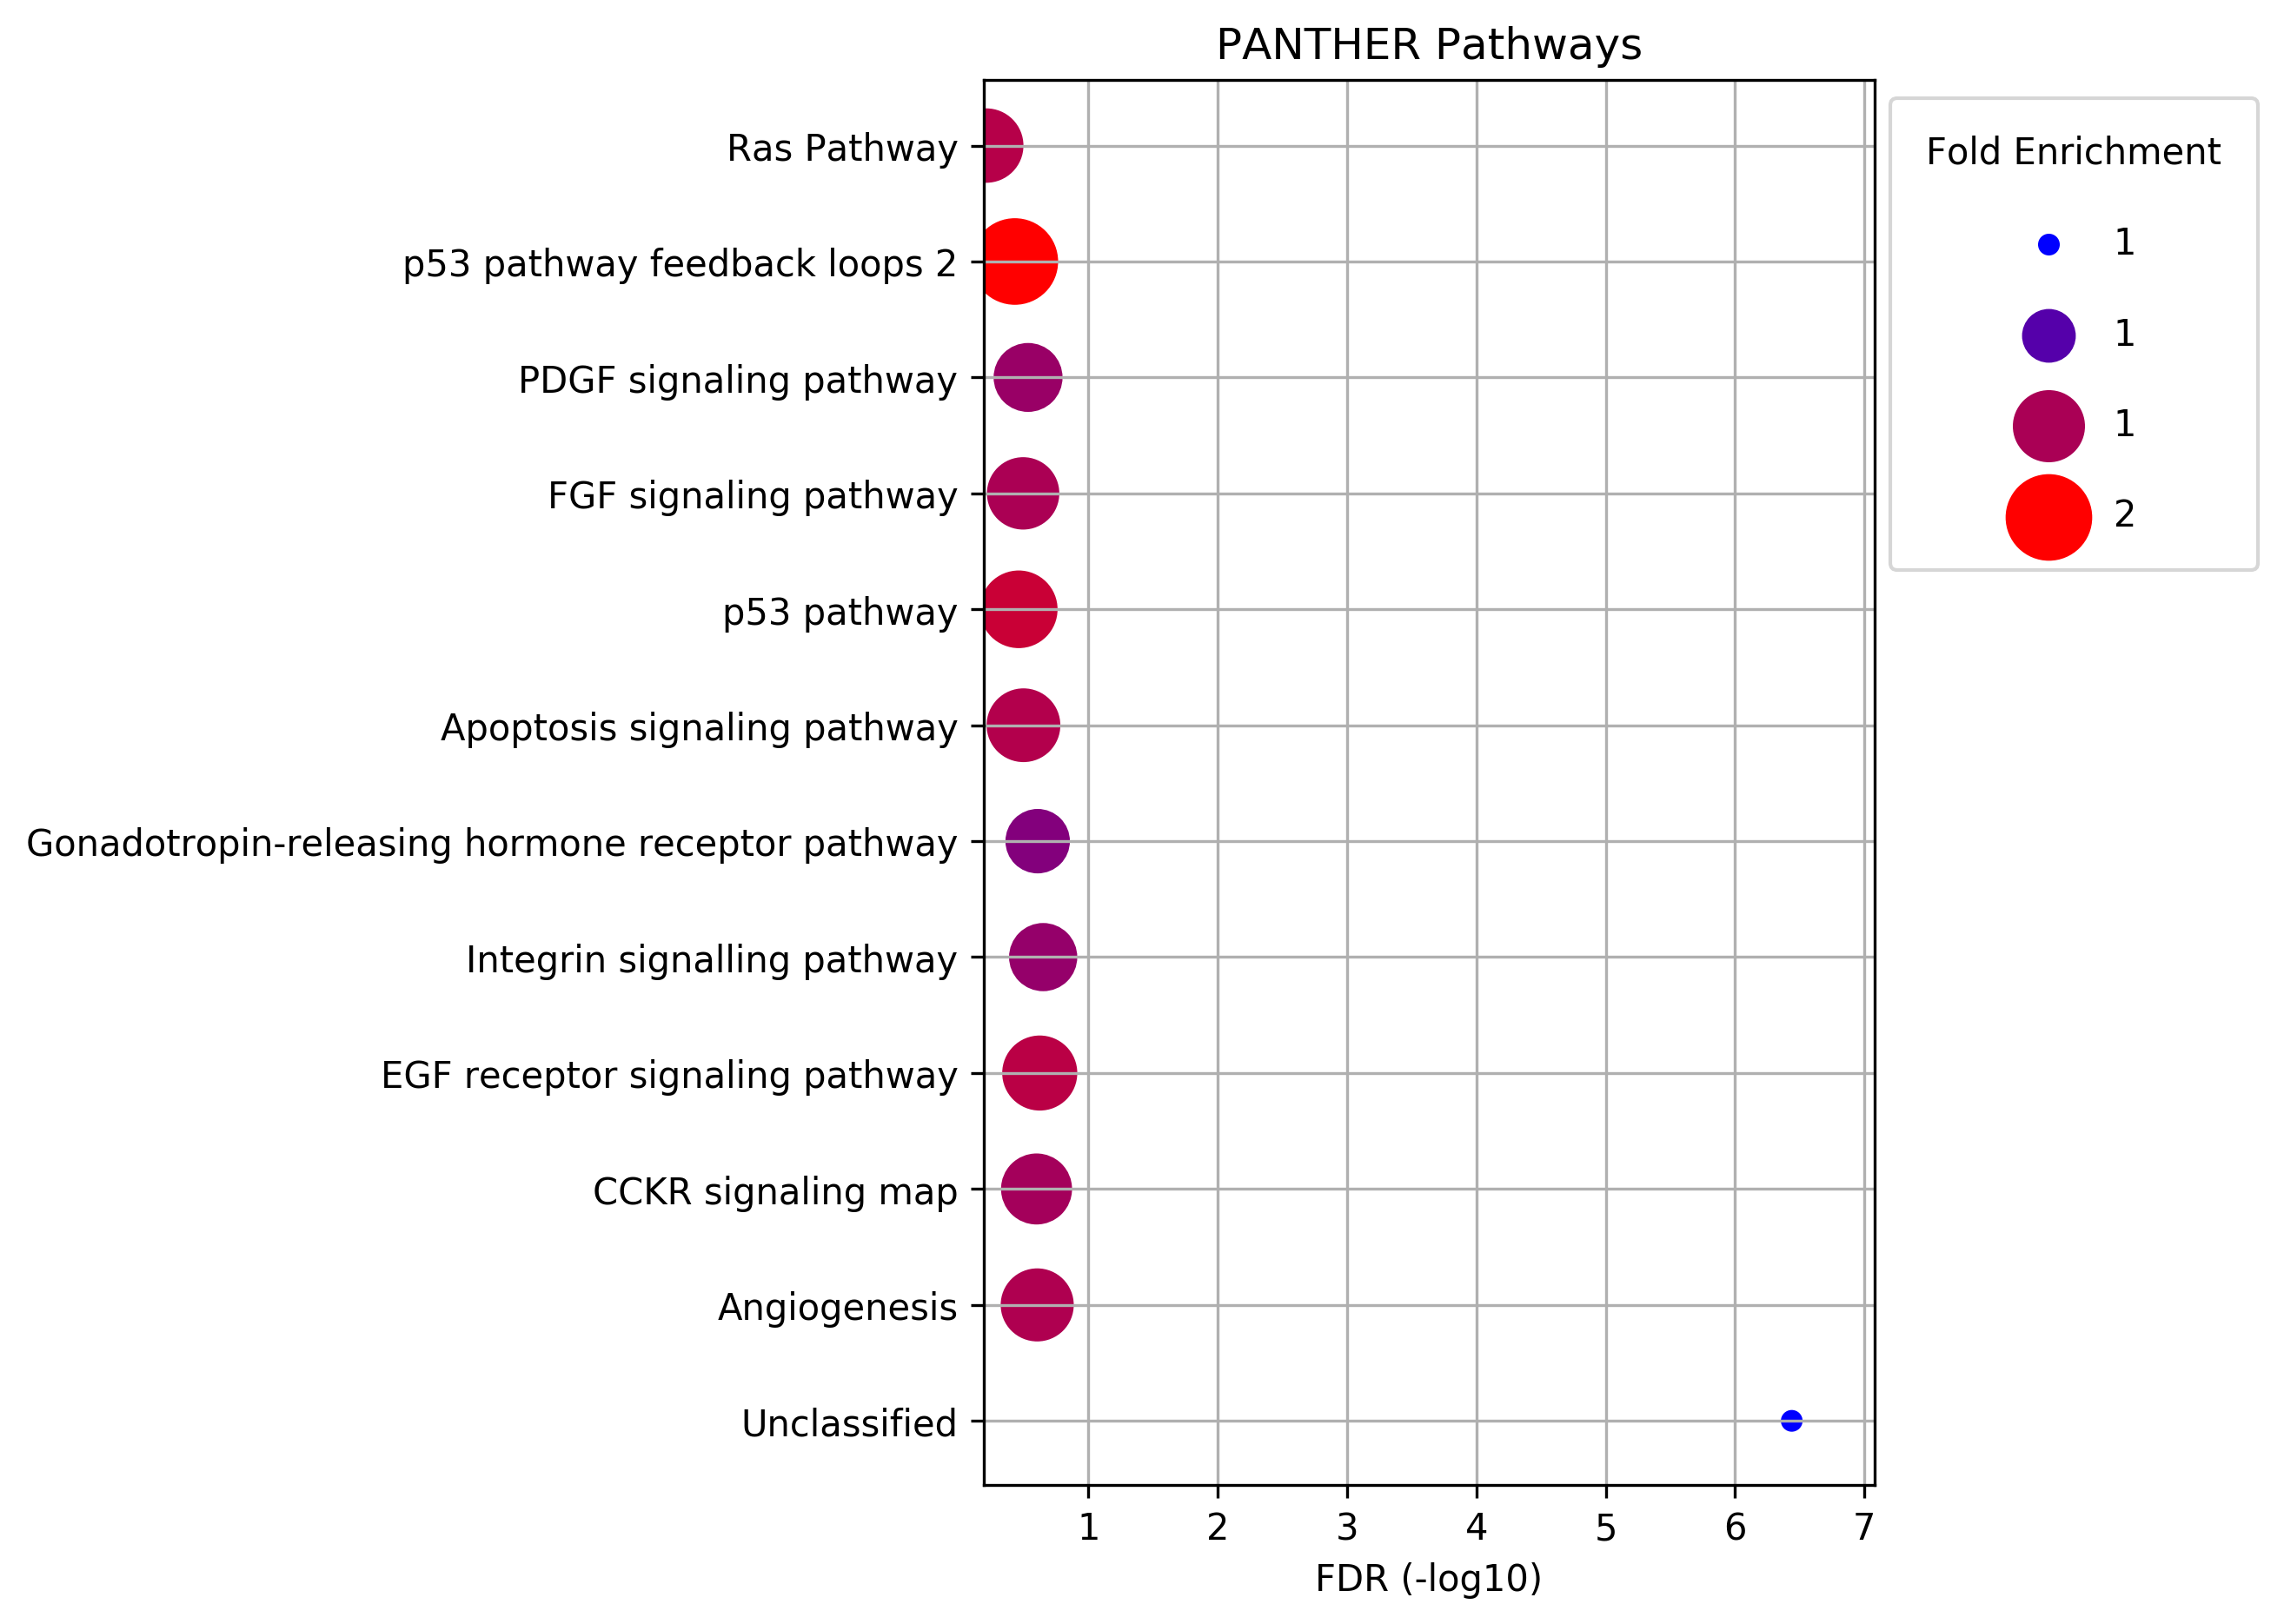 PANTHER Pathways
Ras Pathway
p53 pathway feedback loops 2
PDGF signaling pathway
FGF signaling pathway
p53 pathway
Apoptosis signaling pathway
Gonadotropin-releasing hormone receptor pathway
Integrin signalling pathway
EGF receptor signaling pathway
CCKR signaling map
Angiogenesis
Unclassified
1 2 3 4 5 6 7
FDR (-log10)
Fold Enrichment
1
1
1
2